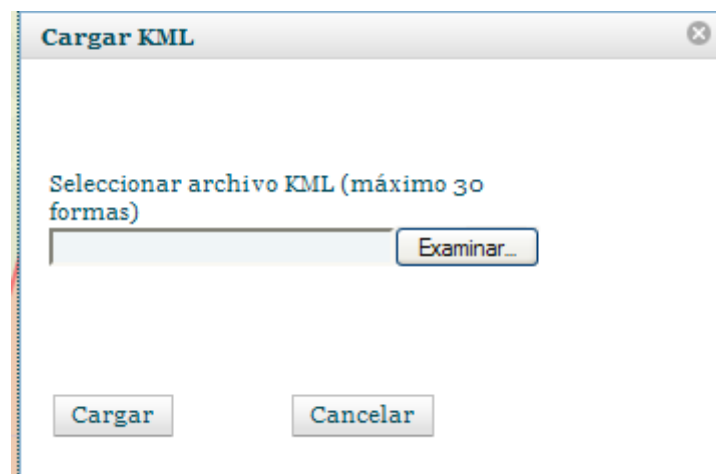 Cargar KML
Seleccionar archivo KML (máximo 30
formas)
Examinar...
Cargar
Cancelar